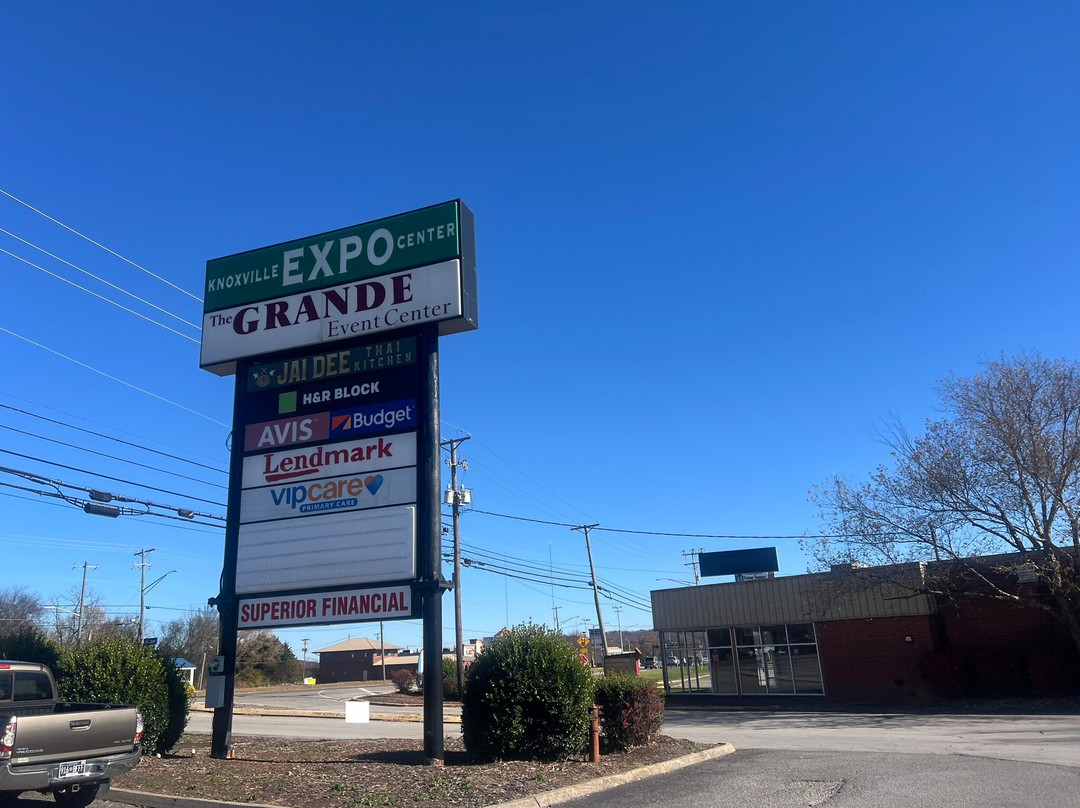 KNOXVILLE EXPO CENTER
The GRANDE
Event Center
JAI DEE THAI KITCHEN
H&R BLOCK
AVIS Budget
Lendmark
vipcare
PRIMARY CARE
SUPERIOR FINANCIAL